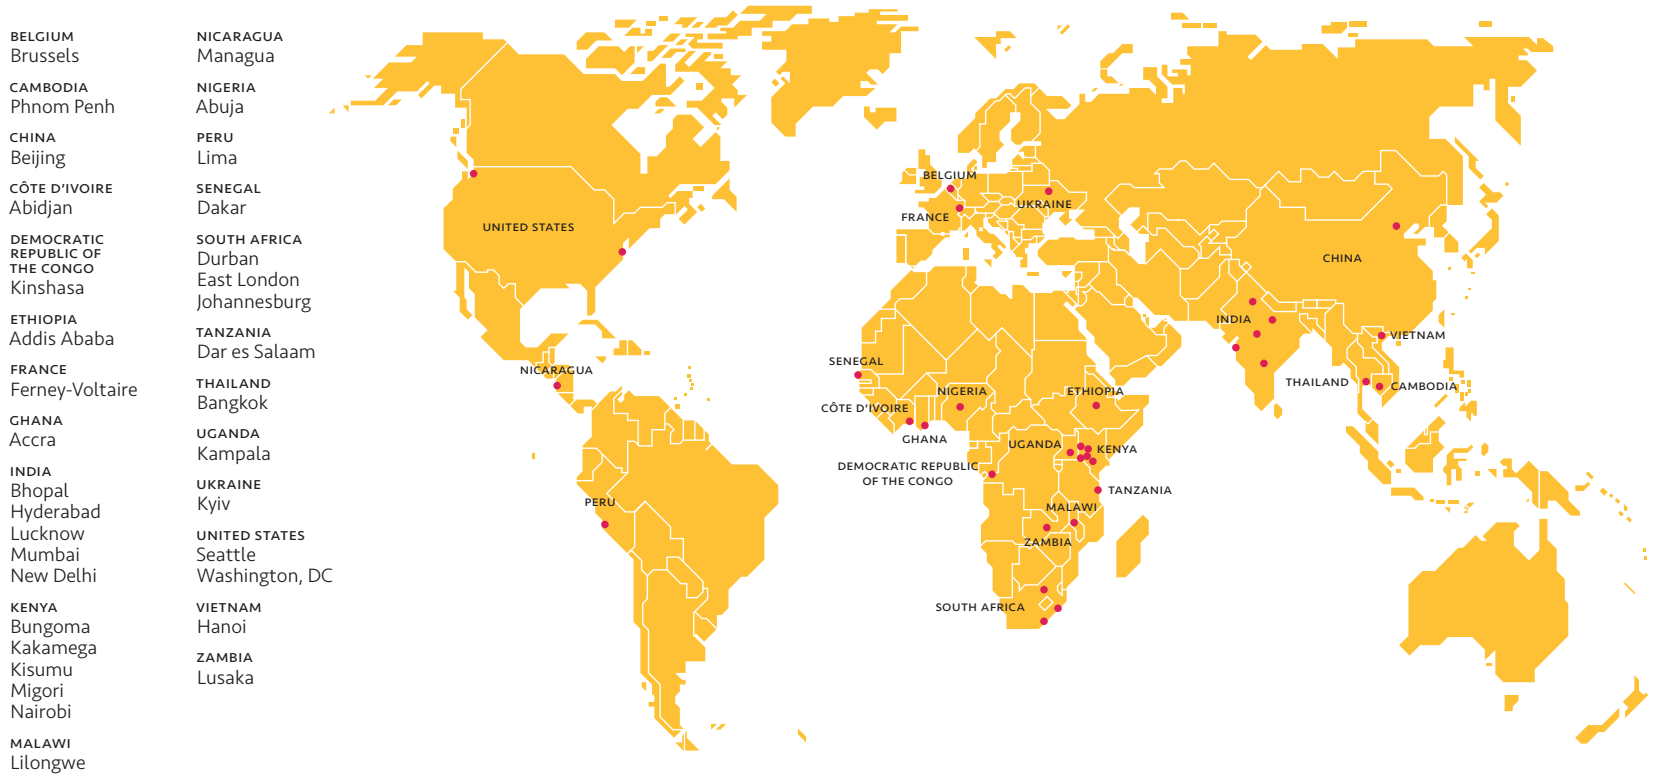 BELGIUM
Brussels
CAMBODIA
Phnom Penh
CHINA
Beijing
CÔTE D'IVOIRE
Abidjan
DEMOCRATIC
REPUBLIC OF
THE CONGO
Kinshasa
ETHIOPIA
Addis Ababa
FRANCE
Ferney-Voltaire
GHANA
Accra
INDIA
Bhopal
Hyderabad
Lucknow
Mumbai
New Delhi
KENYA
Bungoma
Kakamega
Kisumu
Migori
Nairobi
MALAWI
Lilongwe
NICARAGUA
Managua
NIGERIA
Abuja
PERU
Lima
SENEGAL
Dakar
SOUTH AFRICA
Durban
East London
Johannesburg
TANZANIA
Dar es Salaam
THAILAND
Bangkok
UGANDA
Kampala
UKRAINE
Kyiv
UNITED STATES
Seattle
Washington, DC
VIETNAM
Hanoi
ZAMBIA
Lusaka
UNITED STATES
NICARAGUA
PERU
BELGIUM
UKRAINE
FRANCE
SENEGAL
NIGERIA
ETHIOPIA
CÔTE D'IVOIRE
GHANA
UGANDA
KENYA
DEMOCRATIC REPUBLIC
OF THE CONGO
TANZANIA
MALAWI
ZAMBIA
SOUTH AFRICA
CHINA
INDIA
VIETNAM
THAILAND
CAMBODIA